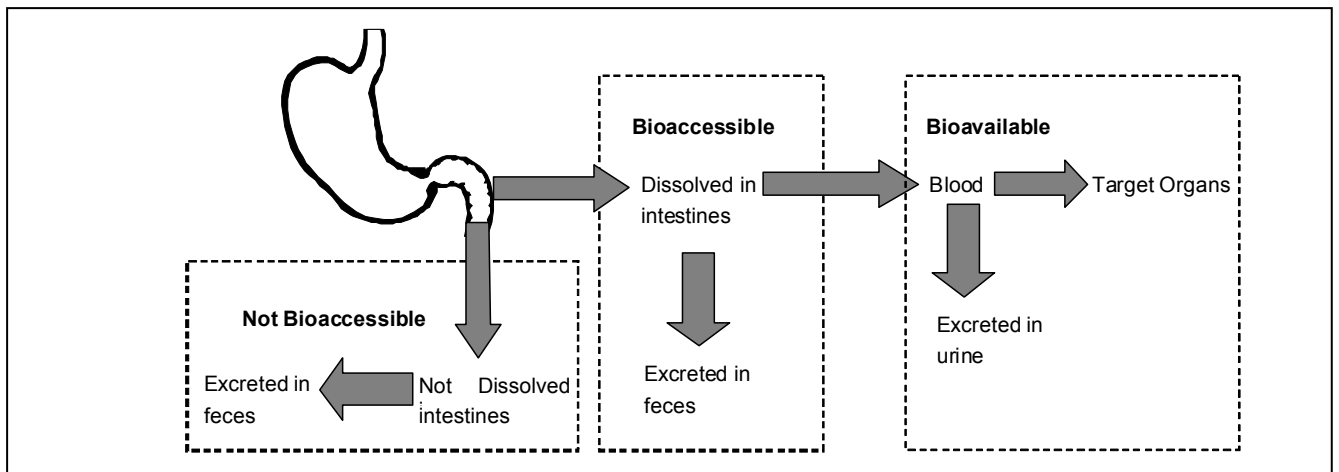 Bioaccessible
Dissolved in
intestines
Excreted in
feces
Bioavailable
Blood
Target Organs
Excreted in
urine
Not Bioaccessible
Not Dissolved
intestines
Excreted in
feces